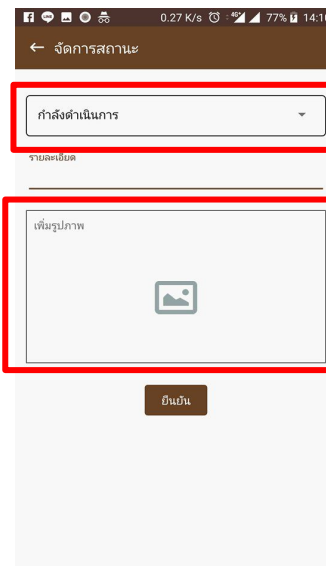 0.27 K/s 46 77% 14:16
← จัดการสถานะ
กำลังดำเนินการ
รายละเอียด
เพิ่มรูปภาพ
ยืนยัน